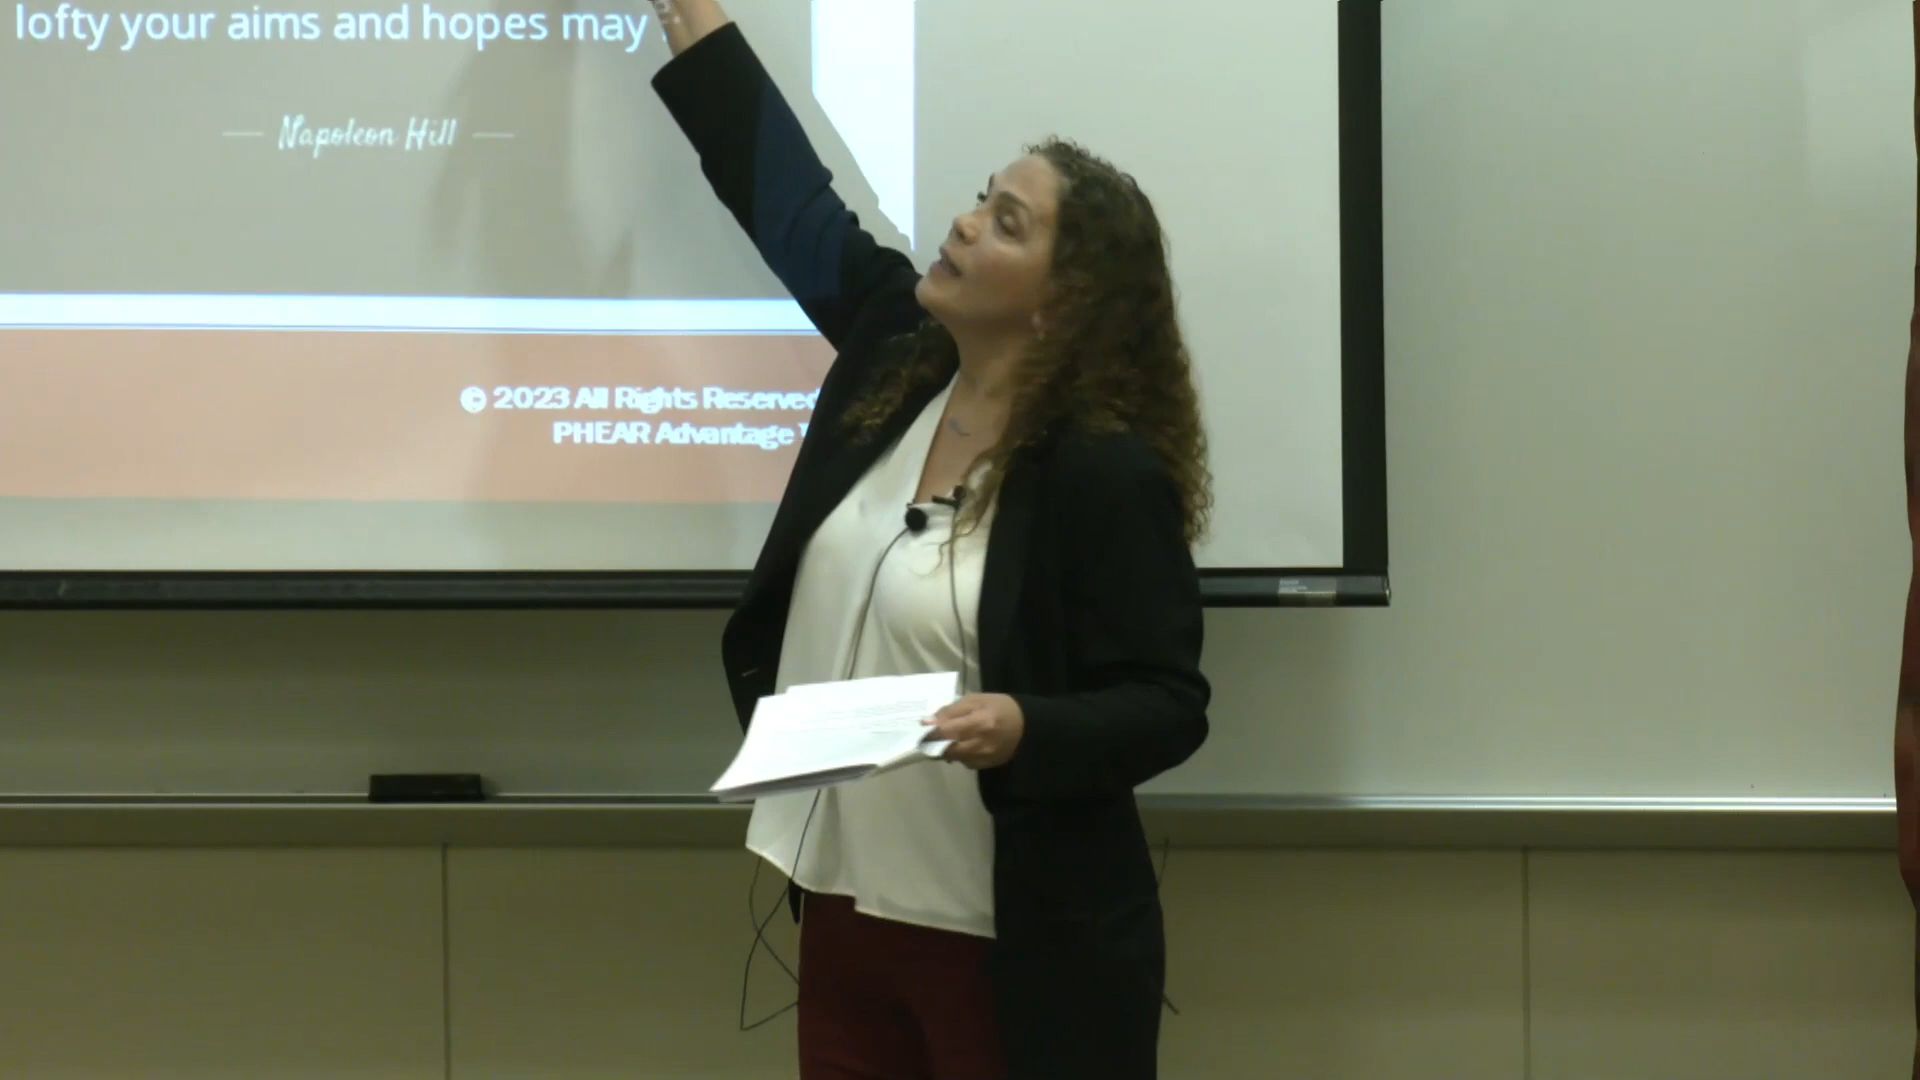 lofty your aims and hopes may
— Napoleon Hill —
© 2023 All Rights Reserved
PHEAR Advantage